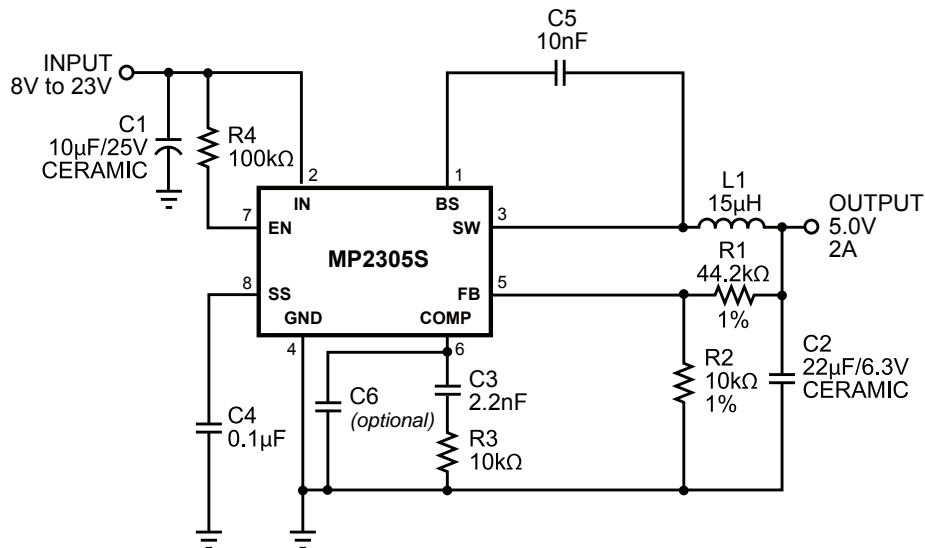 C5
10nF
INPUT
8V to 23V
C1
10µF/25V
CERAMIC
R4
100kΩ
2
1
IN
BS
7
EN
SW
3
L1
15µH
OUTPUT
5.0V
2A
MP2305S
R1
44.2kΩ
1%
8
SS
FB
5
GND
COMP
4
6
C2
22µF/6.3V
CERAMIC
R2
10kΩ
1%
C3
2.2nF
C6
(optional)
C4
0.1µF
R3
10kΩ